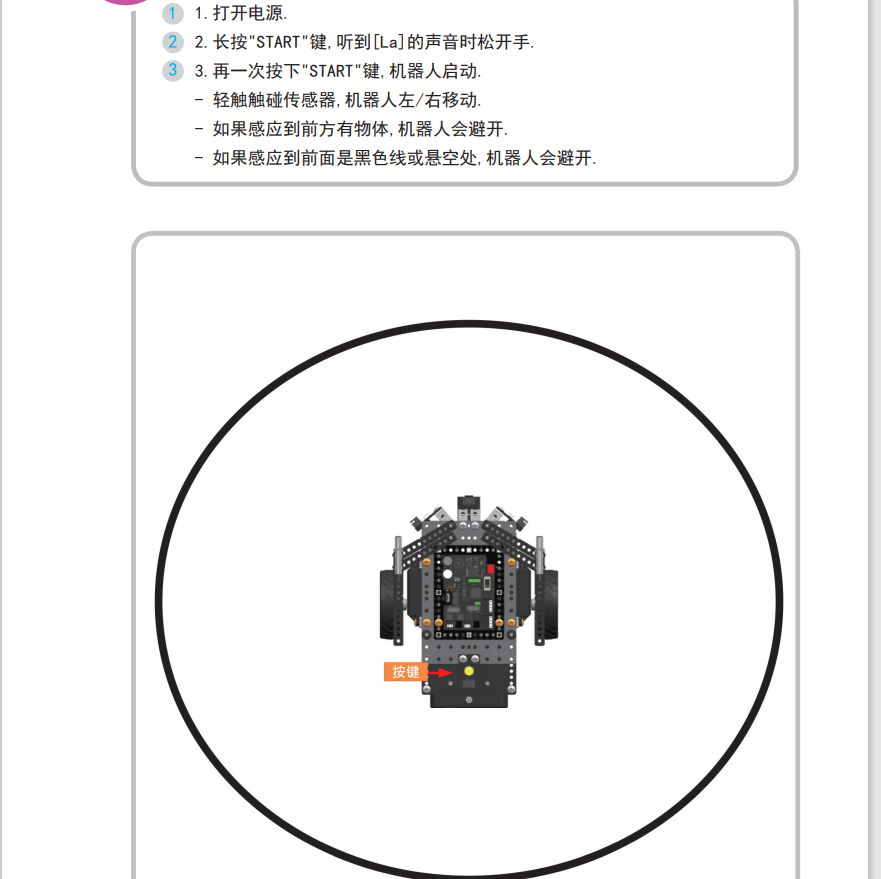 1 1. 打开电源.
2 2. 长按"START"键, 听到[La]的声音时松开手.
3 3. 再一次按下"START"键, 机器人启动.
- 轻触触碰传感器, 机器人左/右移动.
- 如果感应到前方有物体, 机器人会避开.
- 如果感应到前面是黑色线或悬空处, 机器人会避开.
按键